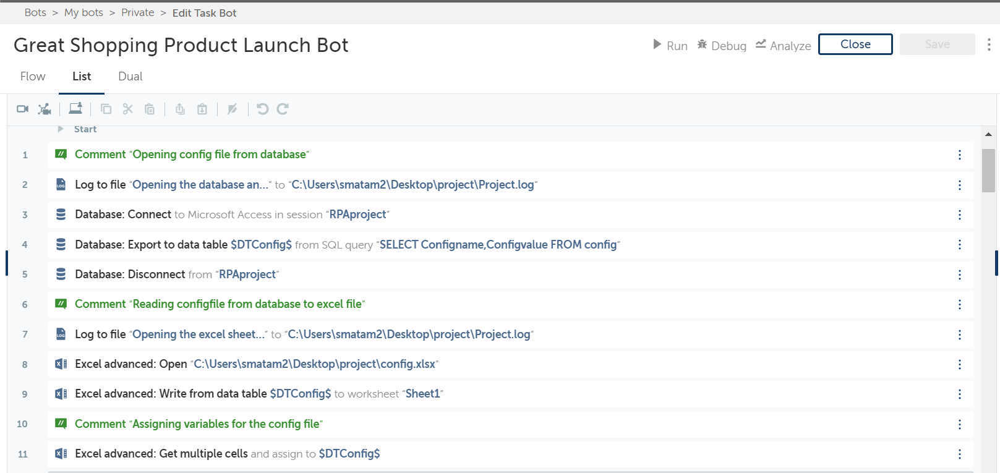 Bots > My bots > Private > Edit Task Bot
Great Shopping Product Launch Bot
Run Debug Analyze Close Save
Flow List Dual
Start
1 Comment “Opening config file from database”
2 Log to file “Opening the database an...” to “C:\Users\smatam2\Desktop\project\Project.log”
3 Database: Connect to Microsoft Access in session “RPAproject”
4 Database: Export to data table $DTConfig$ from SQL query “SELECT Configname,Configvalue FROM config”
5 Database: Disconnect from “RPAproject”
6 Comment “Reading configfile from database to excel file”
7 Log to file “Opening the excel sheet...” to “C:\Users\smatam2\Desktop\project\Project.log”
8 Excel advanced: Open “C:\Users\smatam2\Desktop\project\config.xlsx”
9 Excel advanced: Write from data table $DTConfig$ to worksheet “Sheet1”
10 Comment “Assigning variables for the config file”
11 Excel advanced: Get multiple cells and assign to $DTConfig$